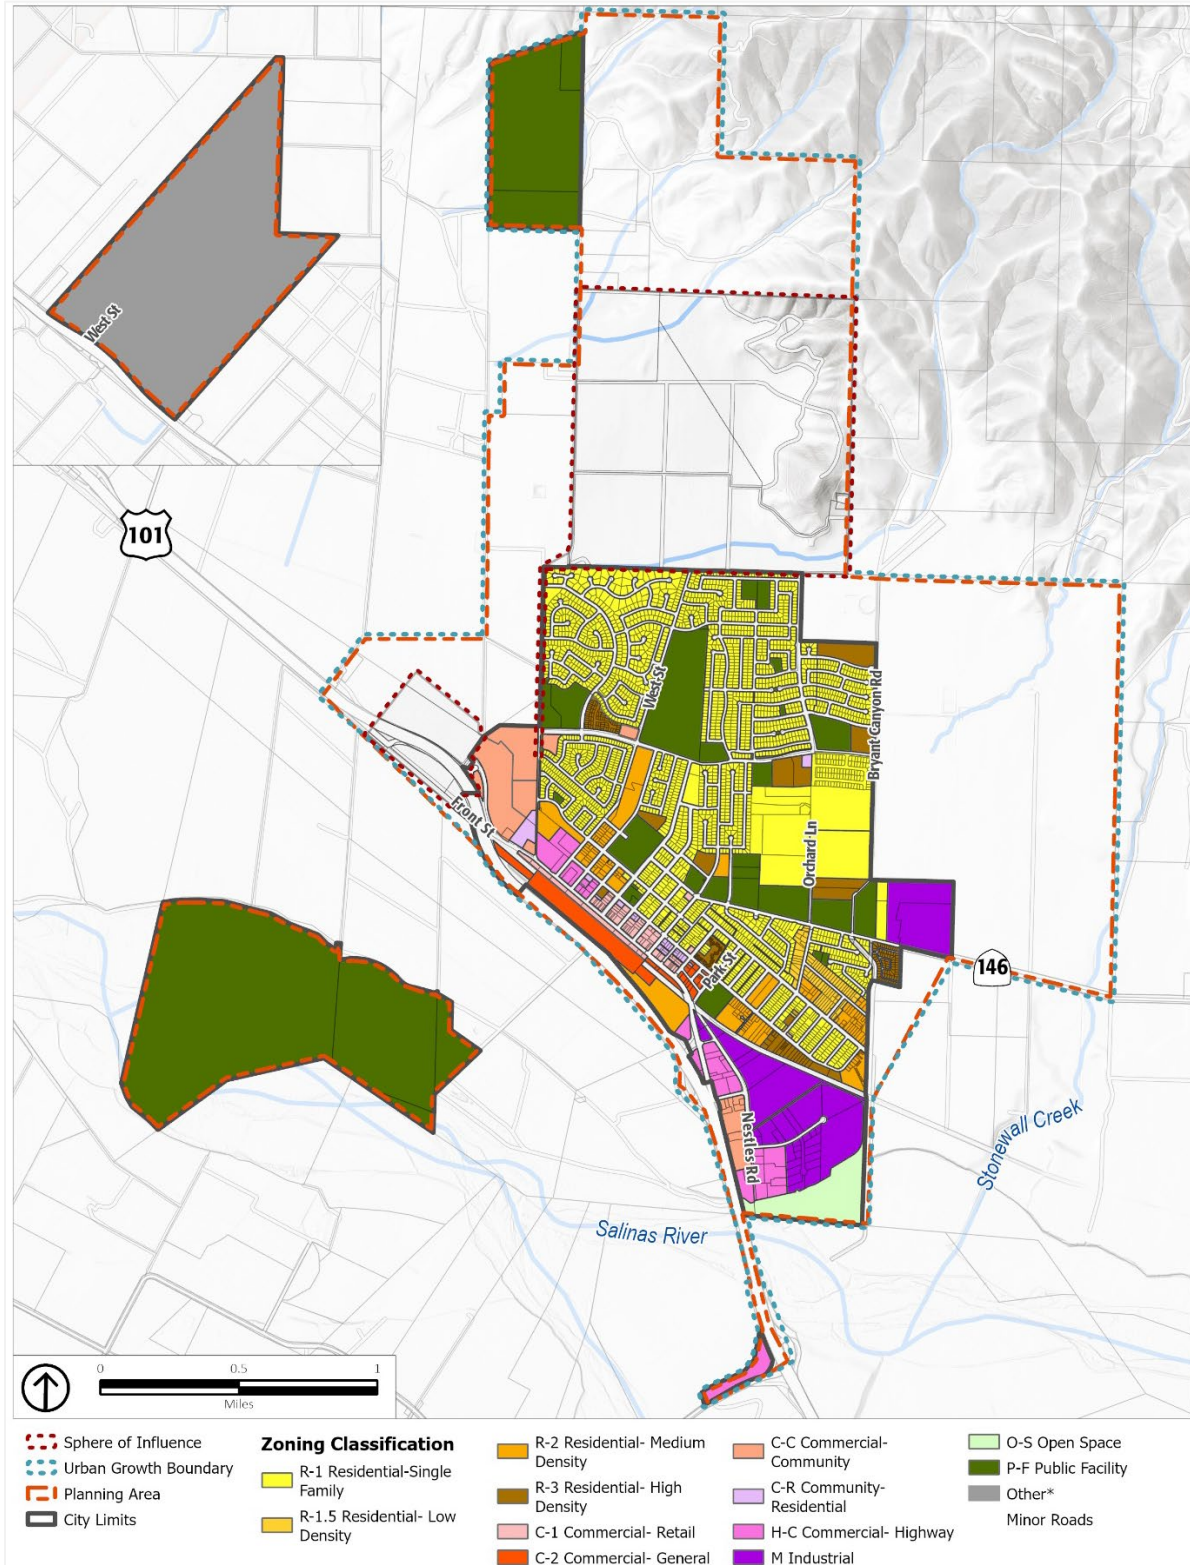 West St
101
West St
Bryant Canyon Rd
Front St
Orchard Ln
Park St
146
Nestles Rd
Stonewall Creek
Salinas River
0 0.5 1
Miles
Sphere of Influence
Urban Growth Boundary
Planning Area
City Limits
Zoning Classification
R-1 Residential-Single
Family
R-1.5 Residential- Low
Density
R-2 Residential- Medium
Density
R-3 Residential- High
Density
C-1 Commercial- Retail
C-2 Commercial- General
C-C Commercial-
Community
C-R Community-
Residential
H-C Commercial- Highway
M Industrial
O-S Open Space
P-F Public Facility
Other*
Minor Roads